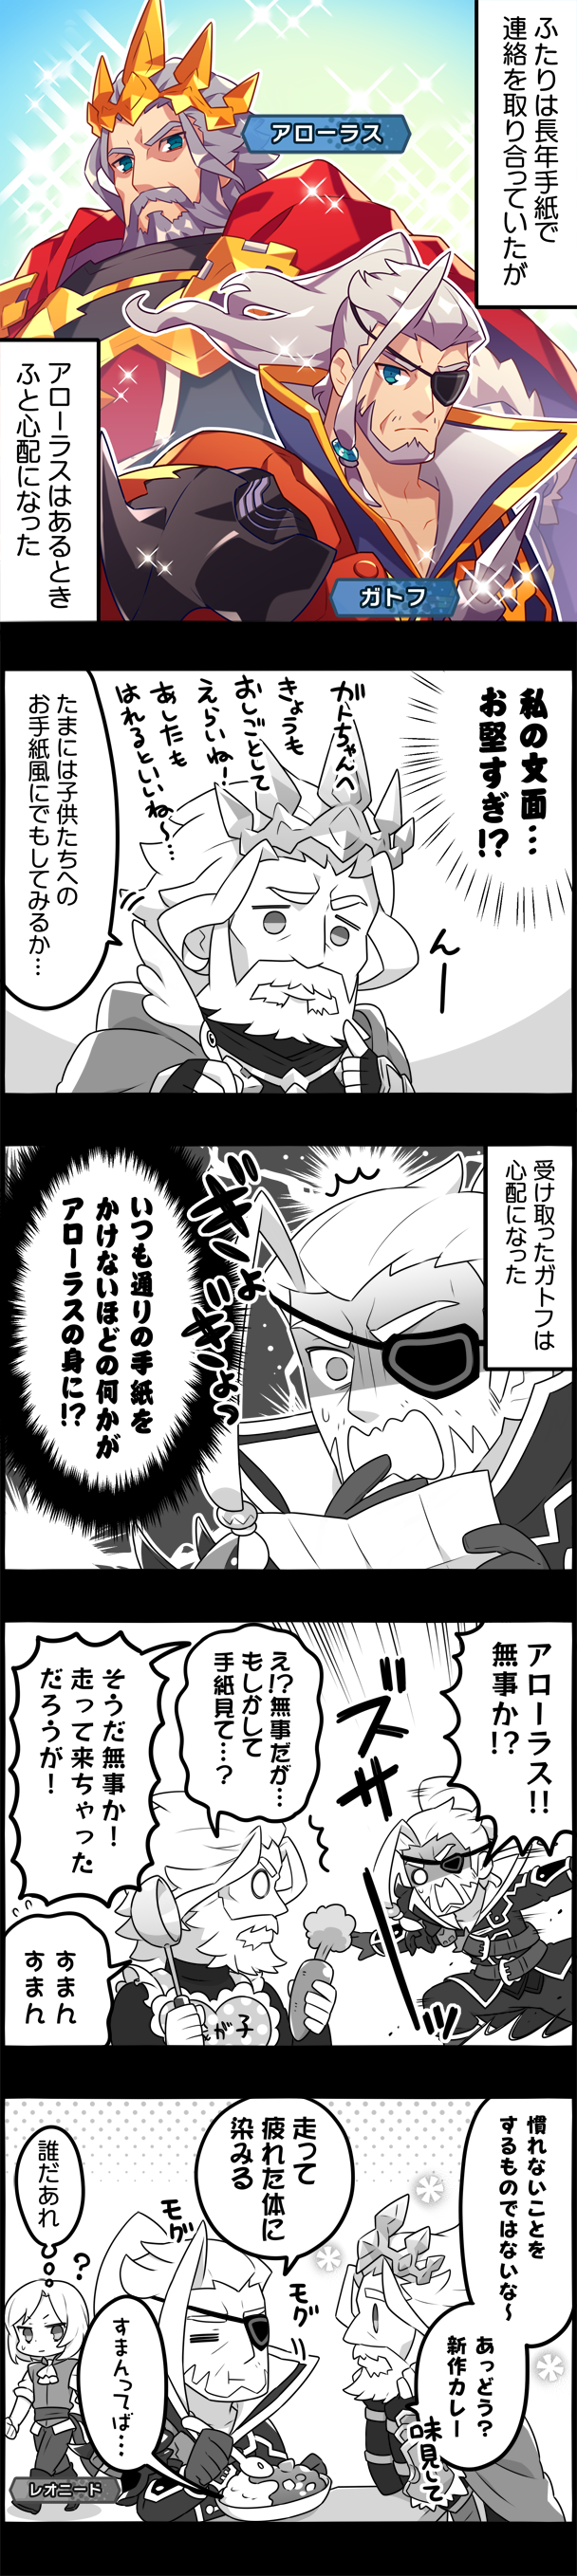 ふたりは長年手紙で
連絡を取り合っていたが
アローラス
アローラスはあるとき
ふと心配になった
ガトフ
私の文面…
お堅すぎ!?
ガトちゃんへ
きょうも
おしごとして
えらいね！
あしたも
はれるといいね〜…
んー
たまには子供たちへの
お手紙風にでもしてみるか…
受け取ったガトフは
心配になった
ぎょ
ぎょっ
いつも通りの手紙を
かけないほどの何かが
アローラスの身に!?
アローラス!!
無事か!?
ズザーッ
え!?無事だが…
もしかして
手紙見て…？
そうだ無事か！
走って来ちゃった
だろうが！
すまん
すまん
が子
慣れないことを
するものではないな〜
あっどう？
新作カレー
味見して
走って
疲れた体に
染みる
モグ
モグ
すまんってば…
誰だあれ
?
レオニード